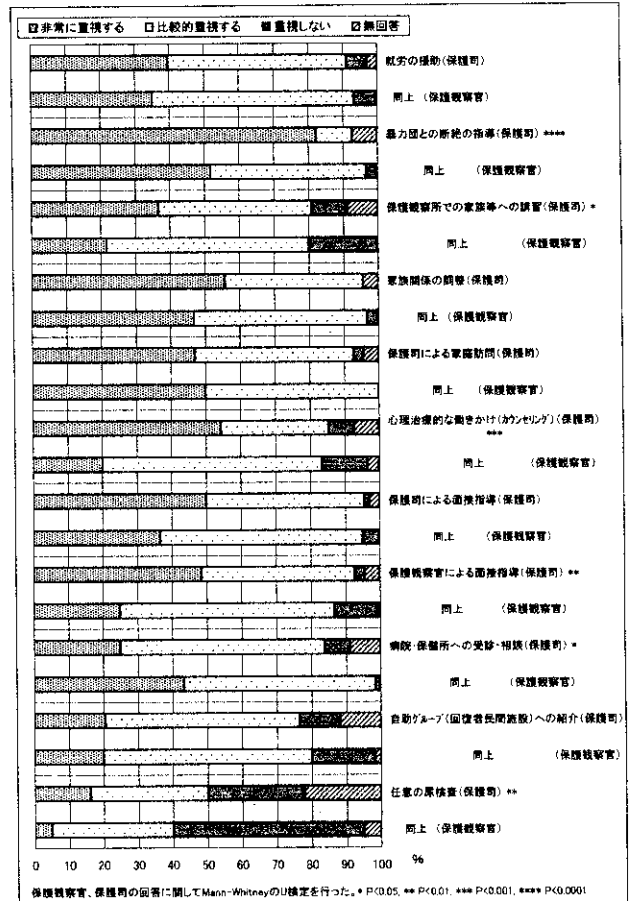 非常に重視する 比較的重視する 重視しない 無回答
就労の援助(保護司)
同上 (保護観察官)
暴力団との断絶の指導(保護司) ****
同上 (保護観察官)
保護観察所での家族等への講習(保護司) *
同上 (保護観察官)
家族関係の調整(保護司)
同上 (保護観察官)
保護司による家庭訪問(保護司)
同上 (保護観察官)
心理治療的な働きかけ(カウンセリング)(保護司)
***
同上 (保護観察官)
保護司による面接指導(保護司)
同上 (保護観察官)
保護観察官による面接指導(保護司) **
同上 (保護観察官)
病院・保健所への受診・相談(保護司) *
同上 (保護観察官)
自助グループ(回復者民間施設)への紹介(保護司)
同上 (保護観察官)
任意の尿検査(保護司) **
同上 (保護観察官)
0 10 20 30 40 50 60 70 80 90 100 %
保護観察官、保護司の回答に関してMann-WhitneyのU検定を行った。* P<0.05, ** P<0.01, *** P<0.001, **** P<0.0001